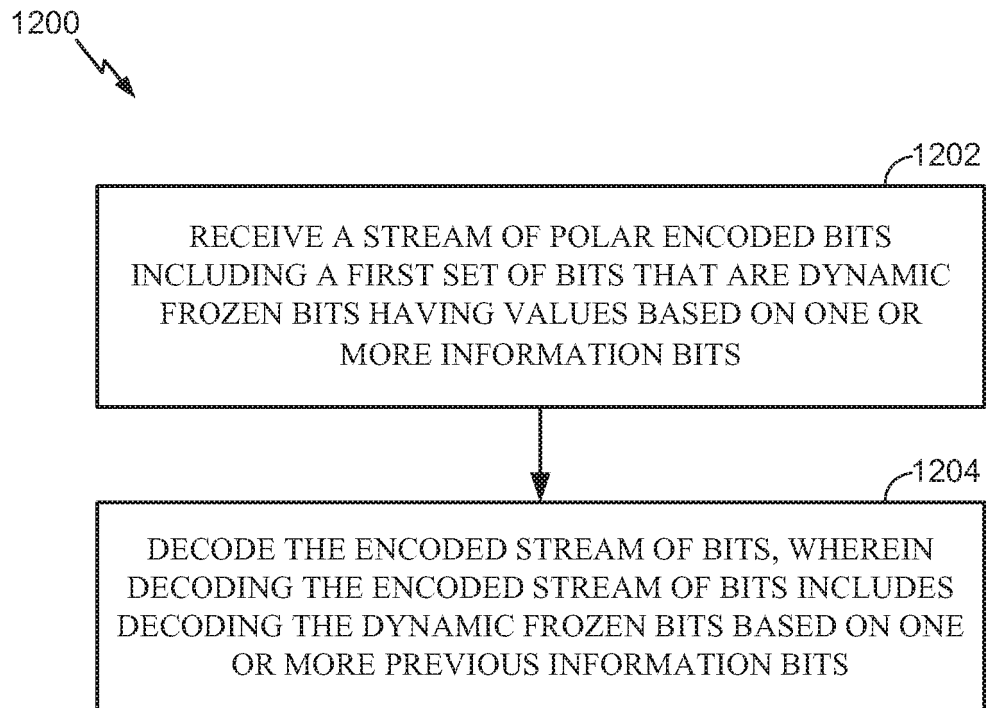 1200
1202
RECEIVE A STREAM OF POLAR ENCODED BITS
INCLUDING A FIRST SET OF BITS THAT ARE DYNAMIC
FROZEN BITS HAVING VALUES BASED ON ONE OR
MORE INFORMATION BITS
1204
DECODE THE ENCODED STREAM OF BITS, WHEREIN
DECODING THE ENCODED STREAM OF BITS INCLUDES
DECODING THE DYNAMIC FROZEN BITS BASED ON ONE
OR MORE PREVIOUS INFORMATION BITS